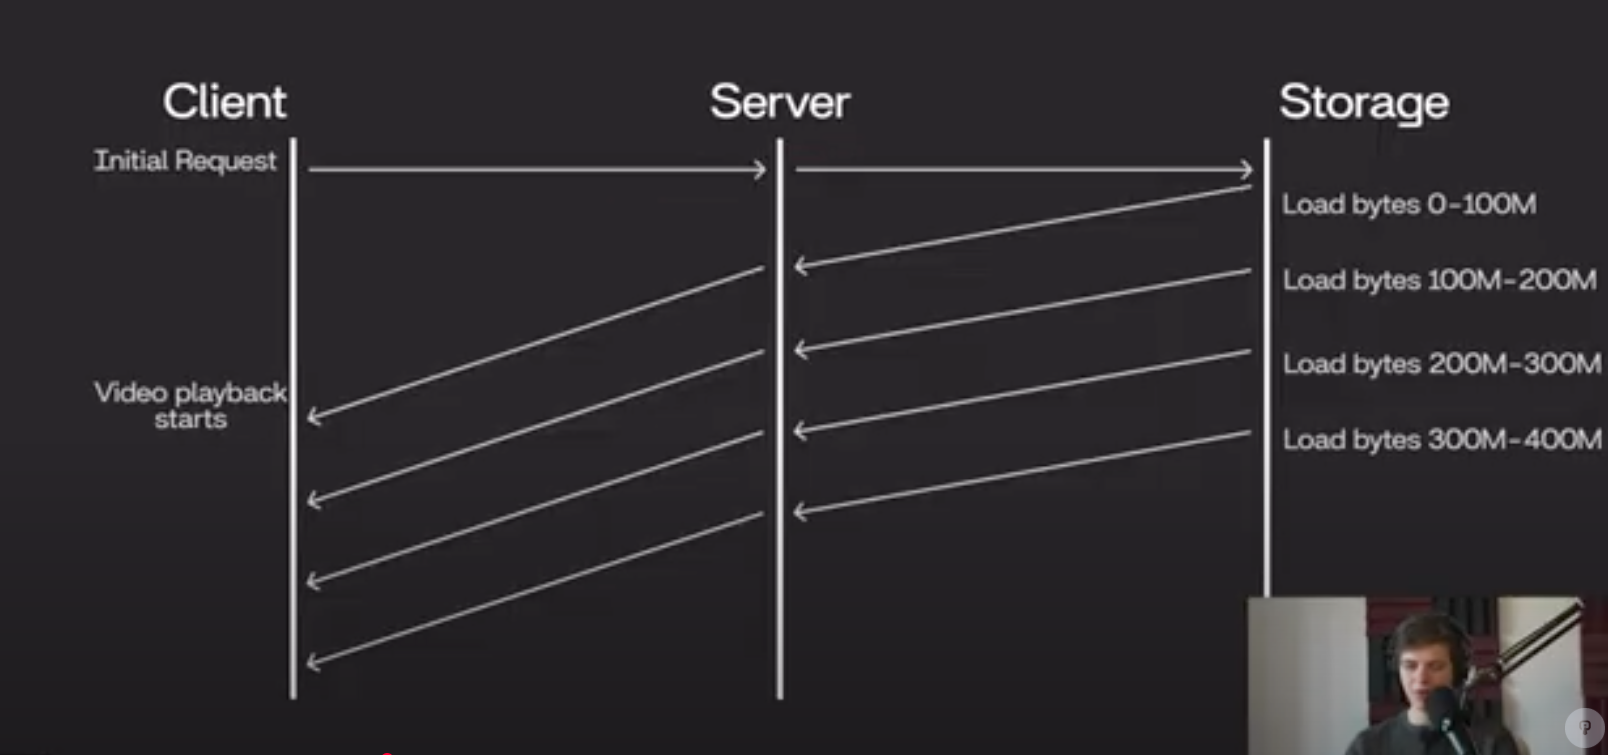 Client
Server
Storage
Initial Request
Load bytes 0-100M
Load bytes 100M-200M
Load bytes 200M-300M
Video playback
starts
Load bytes 300M-400M